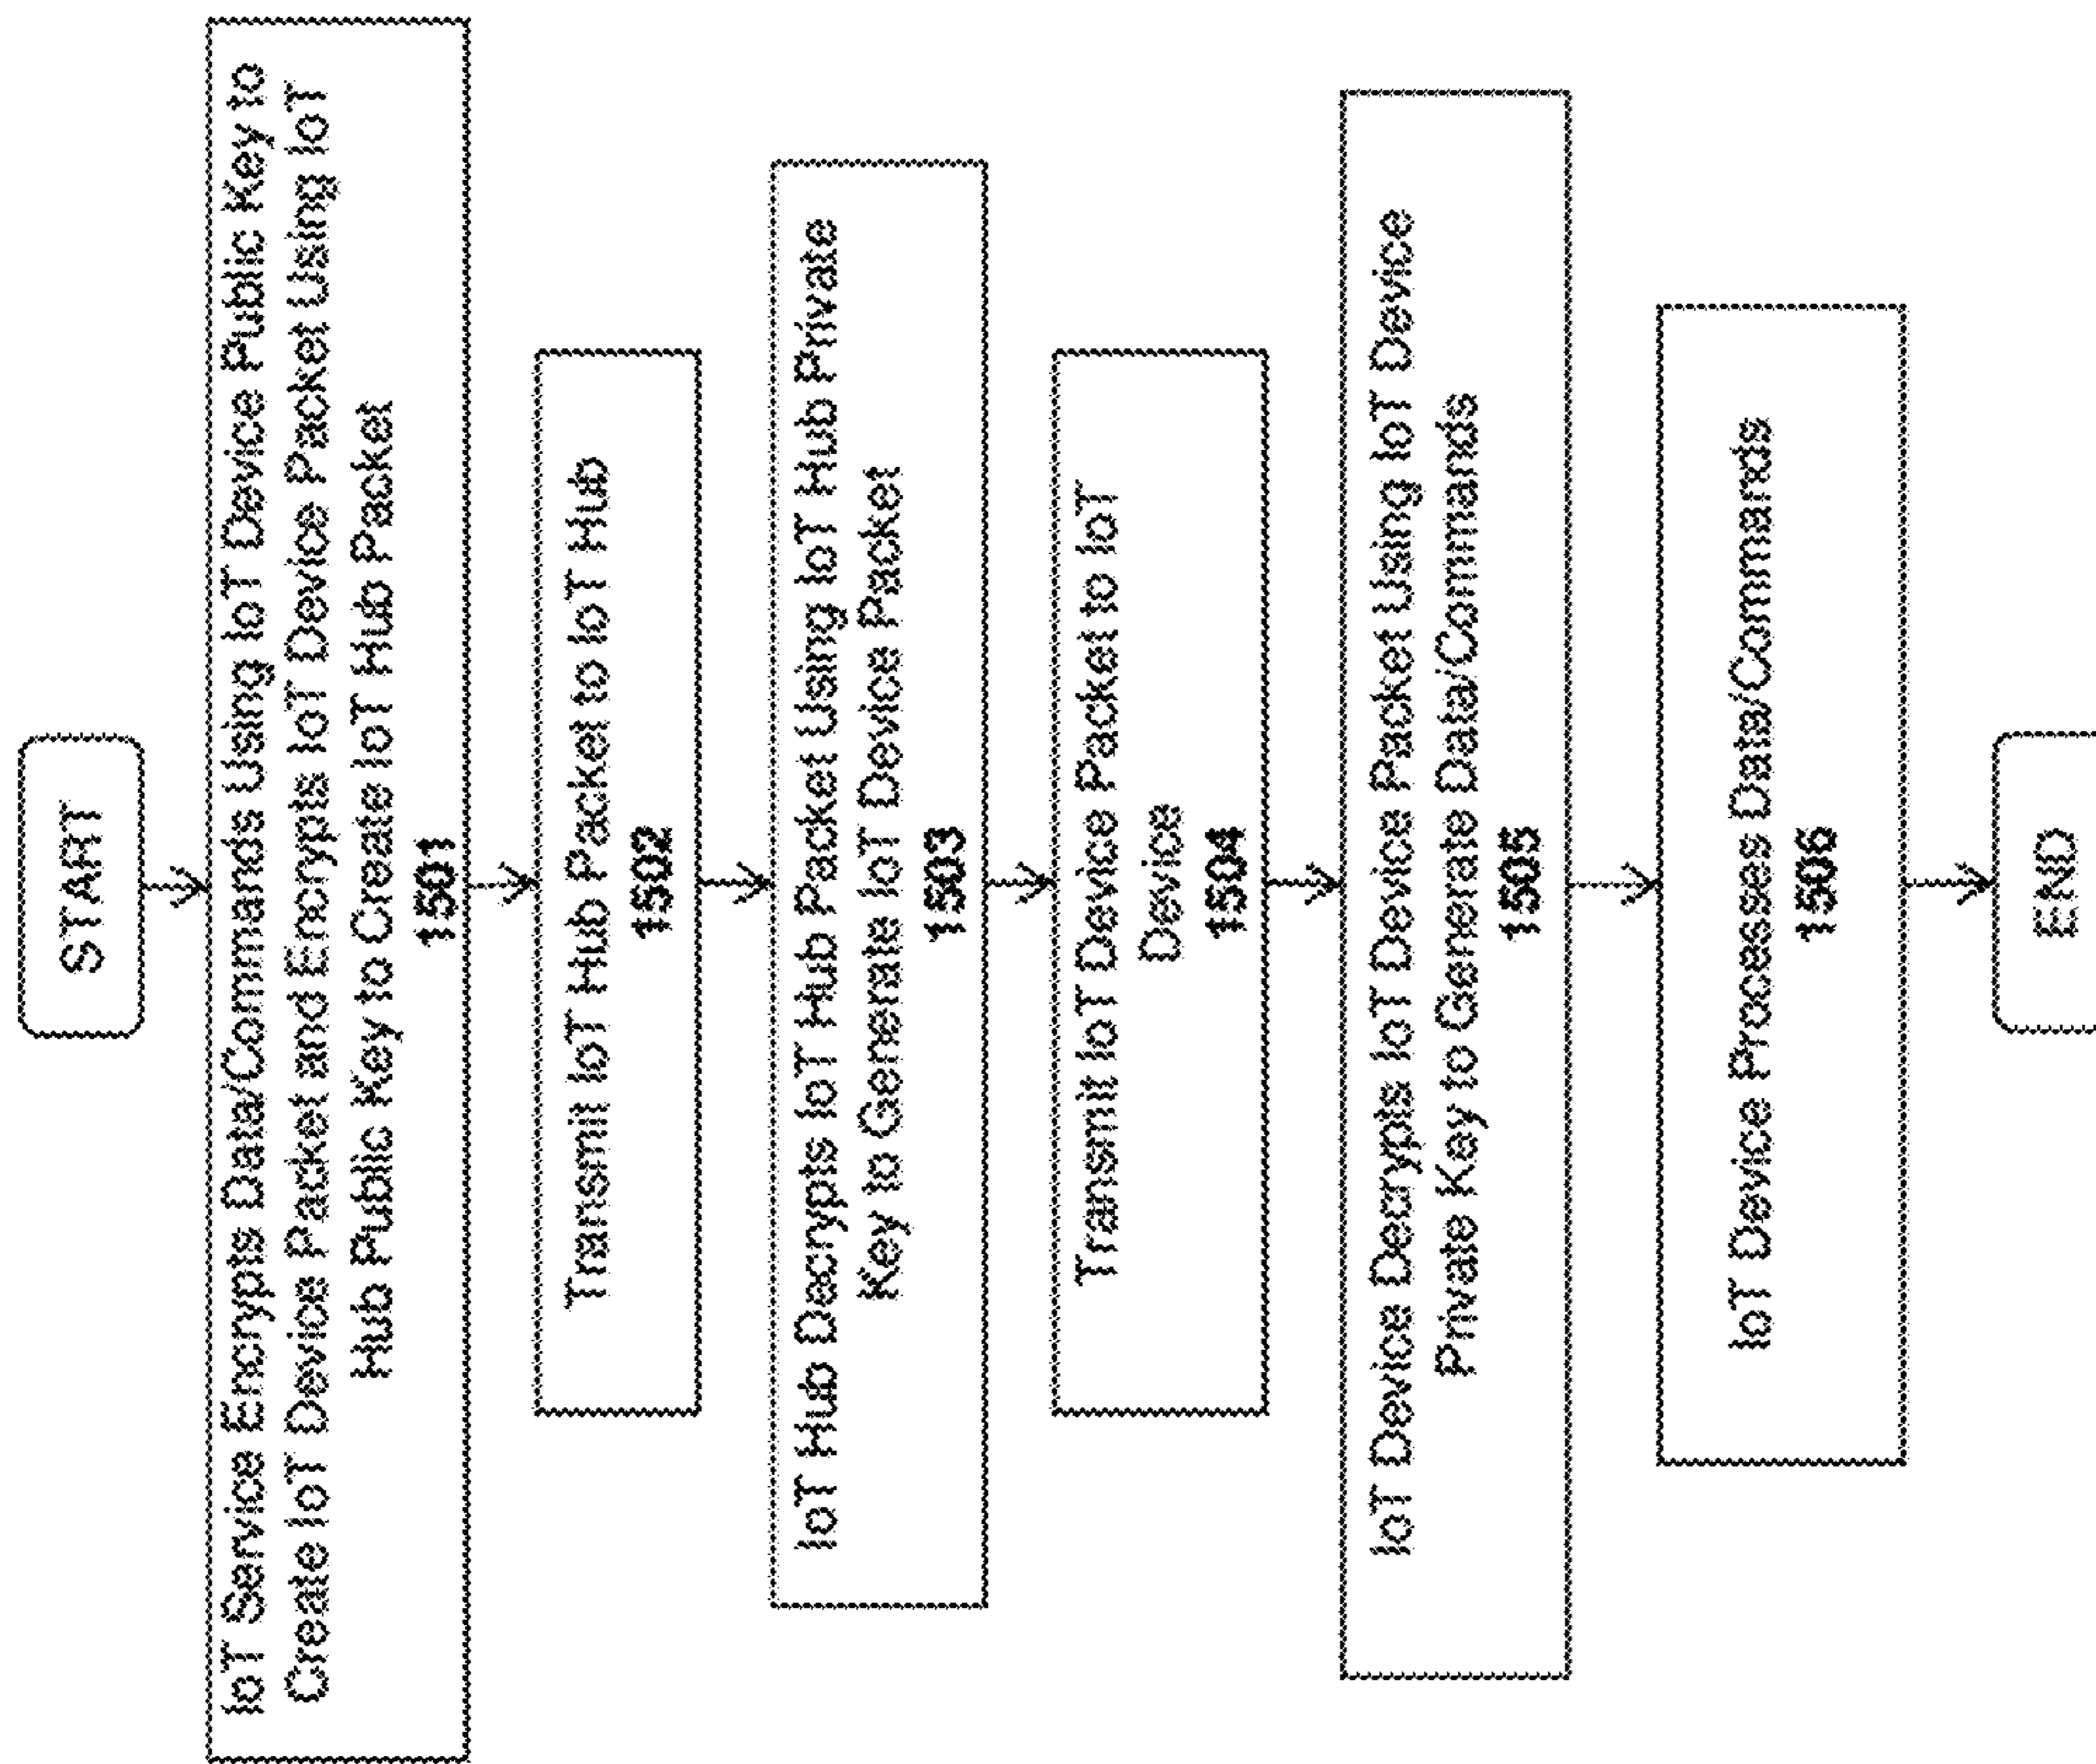 START
IoT Service Encrypts Data/Commands Using IoT Device Public Key to
Create IoT Device Packet and Encrypts IoT Device Packet Using IoT
Hub Public Key to Create IoT Hub Packet
1501
Transmit IoT Hub Packet to IoT Hub
1502
IoT Hub Decrypts IoT Hub Packet Using IoT Hub Private
Key to Generate IoT Device Packet
1503
Transmit IoT Device Packet to IoT
Device
1504
IoT Device Decrypts IoT Device Packet Using IoT Device
Private Key to Generate Data/Commands
1505
IoT Device Processes Data/Commands
1506
END